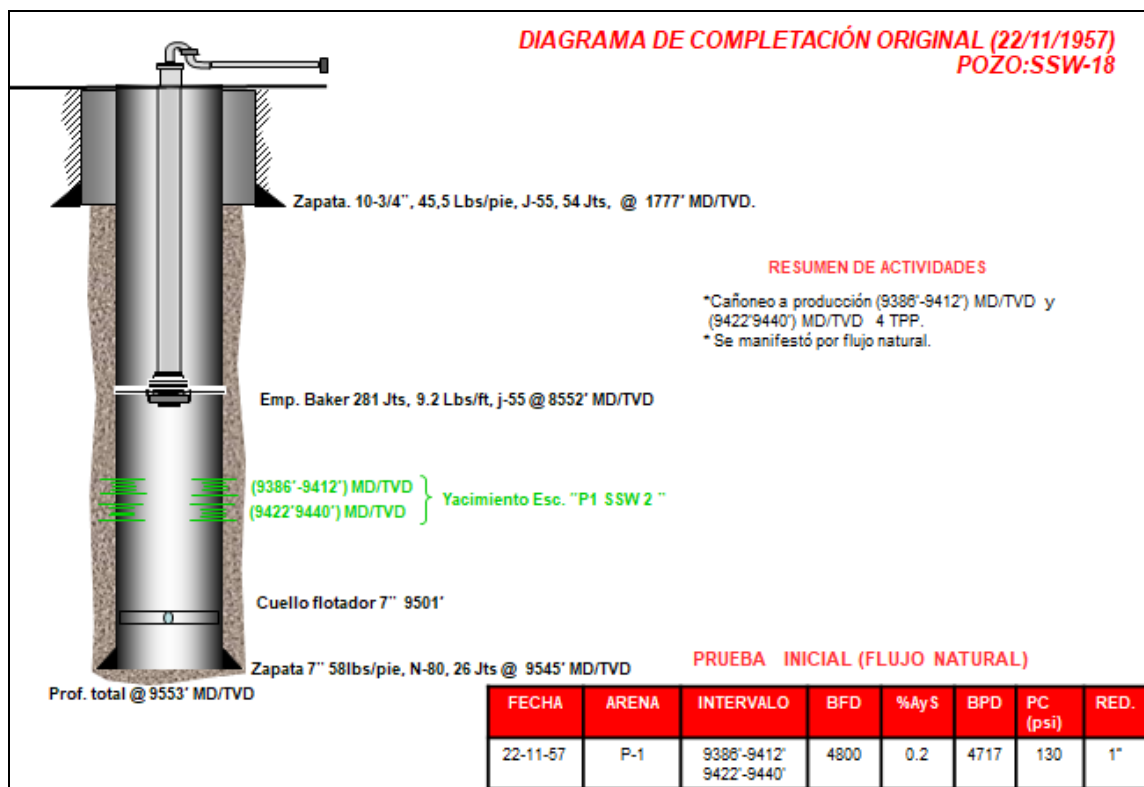 DIAGRAMA DE COMPLETACIÓN ORIGINAL (22/11/1957)
POZO:SSW-18
Zapata. 10-3/4¨, 45,5 Lbs/pie, J-55, 54 Jts, @ 1777' MD/TVD.
RESUMEN DE ACTIVIDADES
*Cañoneo a producción (9386'-9412') MD/TVD y
(9422'9440') MD/TVD 4 TPP.
* Se manifestó por flujo natural.
Emp. Baker 281 Jts, 9.2 Lbs/ft, j-55 @ 8552' MD/TVD
(9386'-9412') MD/TVD
(9422'9440') MD/TVD
Yacimiento Esc. ¨P1 SSW 2 ¨
Cuello flotador 7¨ 9501'
Zapata 7¨ 58lbs/pie, N-80, 26 Jts @ 9545' MD/TVD
Prof. total @ 9553' MD/TVD
PRUEBA INICIAL (FLUJO NATURAL)
FECHA ARENA INTERVALO BFD %AyS BPD PC (psi) RED.
22-11-57 P-1 9386'-9412' 4800 0.2 4717 130 1"
9422'-9440'